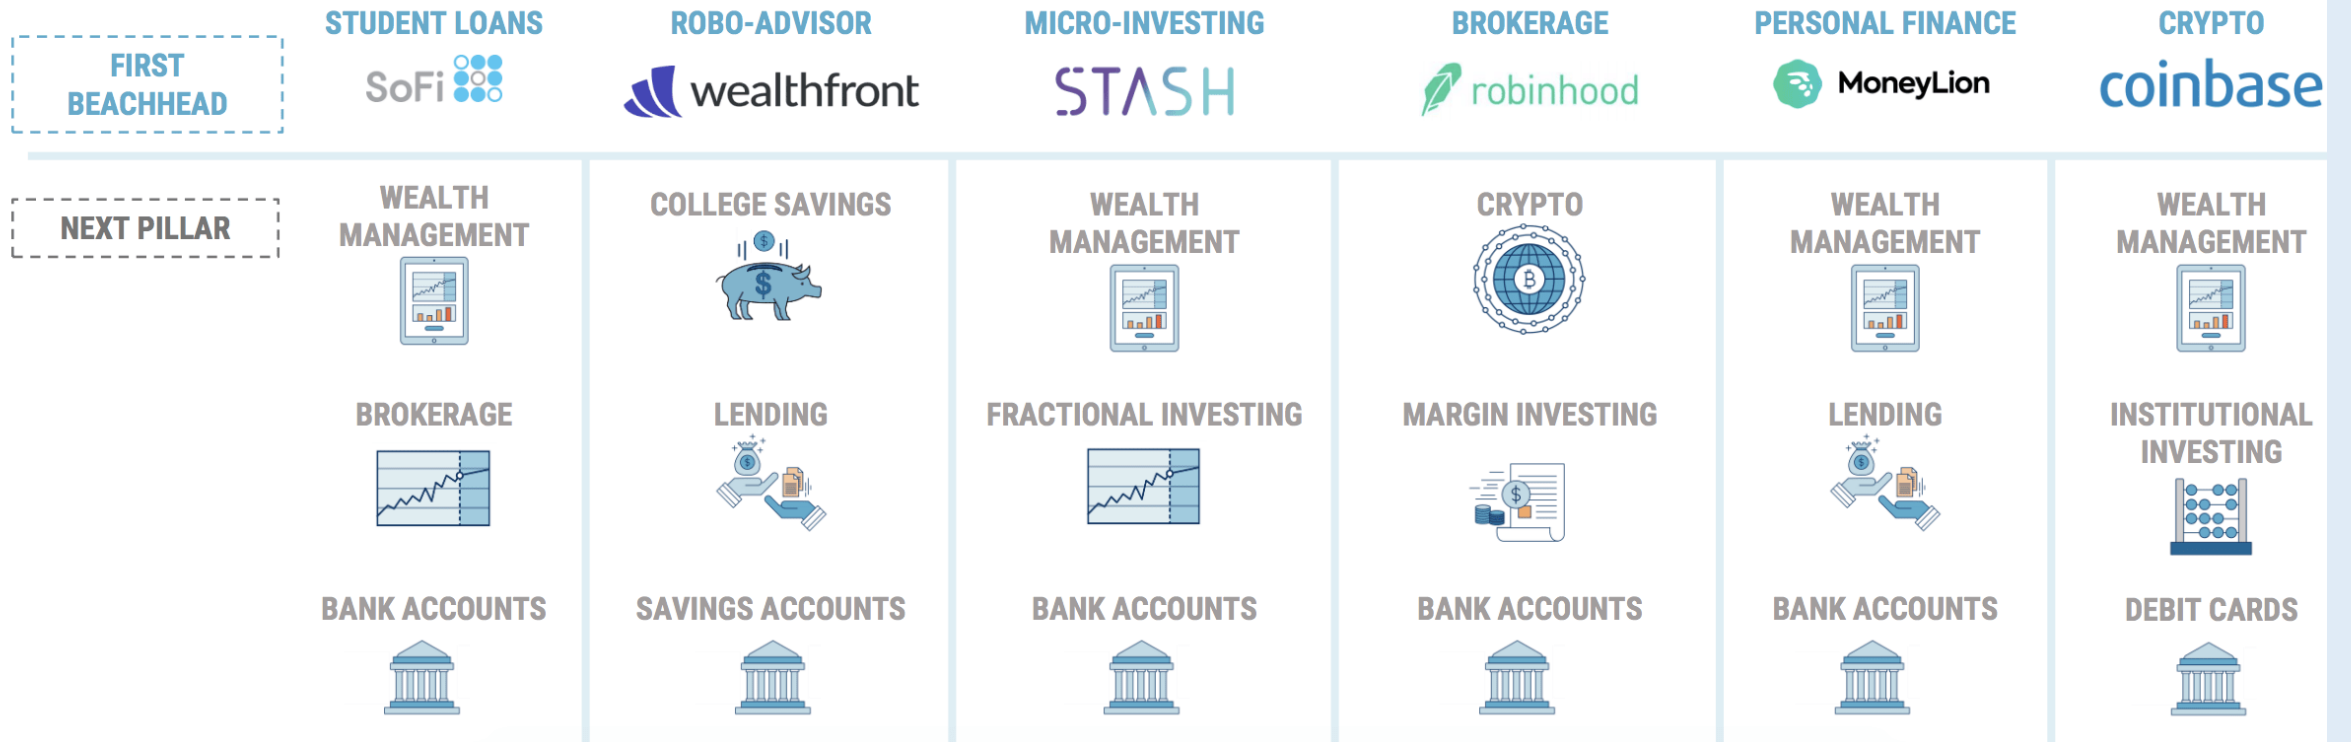 STUDENT LOANS
ROBO-ADVISOR
MICRO-INVESTING
BROKERAGE
PERSONAL FINANCE
CRYPTO
FIRST
BEACHHEAD
SoFi
wealthfront
STASH
robinhood
MoneyLion
coinbase
NEXT PILLAR
WEALTH
MANAGEMENT
COLLEGE SAVINGS
$
$
WEALTH
MANAGEMENT
CRYPTO
B
WEALTH
MANAGEMENT
WEALTH
MANAGEMENT
BROKERAGE
LENDING
$
FRACTIONAL INVESTING
MARGIN INVESTING
$
LENDING
$
INSTITUTIONAL
INVESTING
BANK ACCOUNTS
SAVINGS ACCOUNTS
BANK ACCOUNTS
BANK ACCOUNTS
BANK ACCOUNTS
DEBIT CARDS